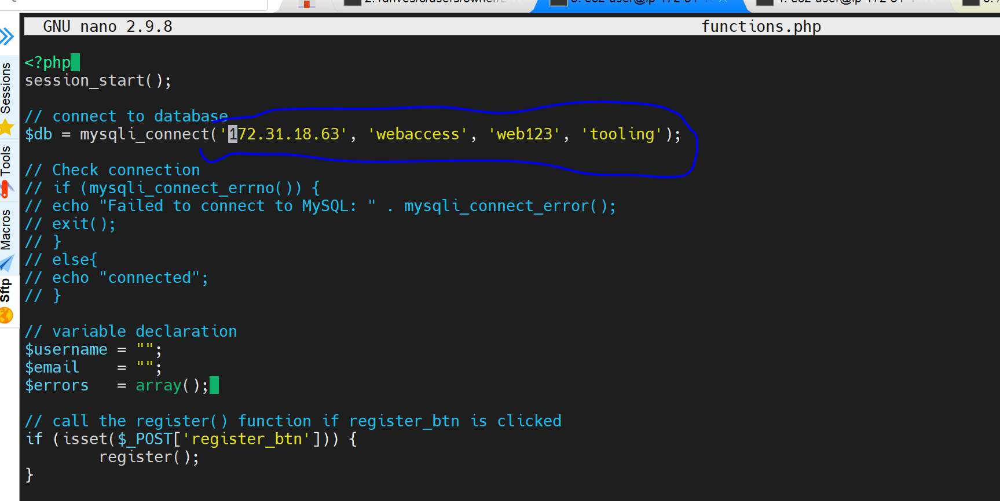 GNU nano 2.9.8 functions.php
<?php
session_start();
// connect to database
$db = mysqli_connect('172.31.18.63', 'webaccess', 'web123', 'tooling');
// Check connection
// if (mysqli_connect_errno()) {
// echo "Failed to connect to MySQL: " . mysqli_connect_error();
// exit();
// }
// else{
// echo "connected";
// }
// variable declaration
$username = "";
$email    = "";
$errors   = array();
// call the register() function if register_btn is clicked
if (isset($_POST['register_btn'])) {
register();
}
Sessions
Tools
Macros
Sftp